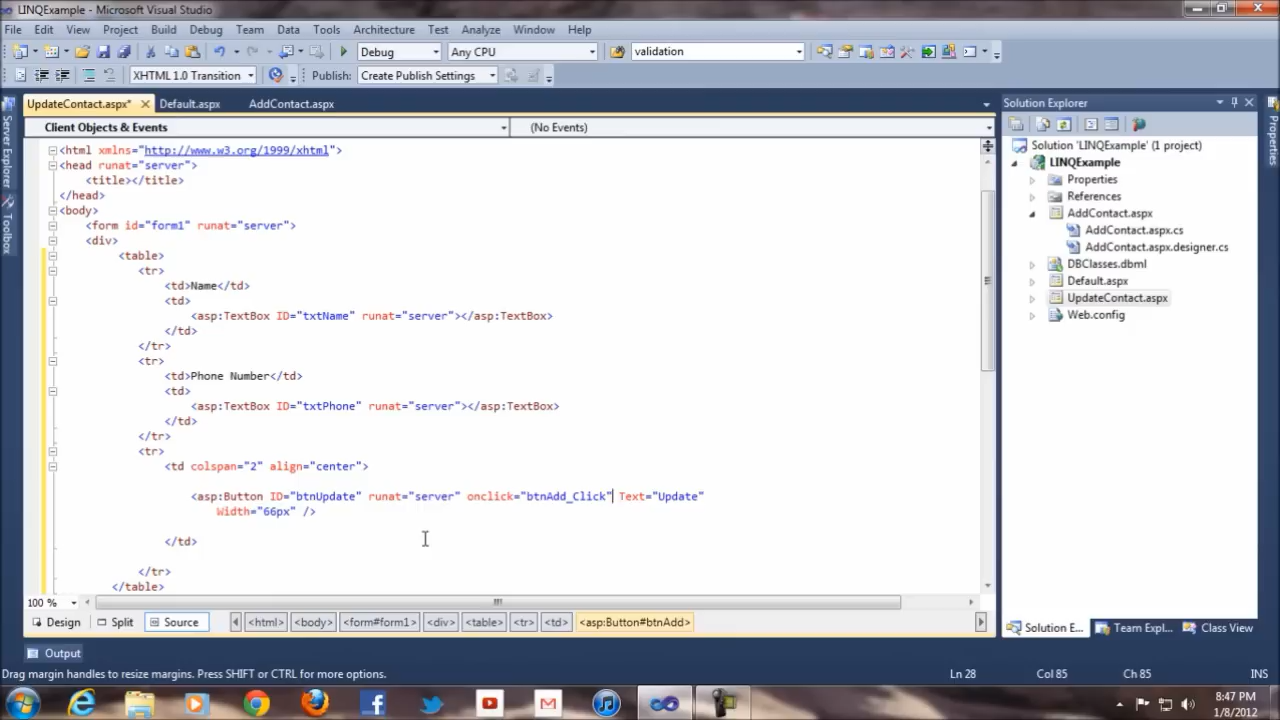 LINQExample - Microsoft Visual Studio
File Edit View Project Build Debug Team Data Tools Architecture Test Analyze Window Help
Debug Any CPU validation
XHTML 1.0 Transition Publish: Create Publish Settings
UpdateContact.aspx* Default.aspx AddContact.aspx
Client Objects & Events (No Events)
<html xmlns="http://www.w3.org/1999/xhtml">
<head runat="server">
<title></title>
</head>
<body>
<form id="form1" runat="server">
<div>
<table>
<tr>
<td>Name</td>
<td>
<asp:TextBox ID="txtName" runat="server"></asp:TextBox>
</td>
</tr>
<tr>
<td>Phone Number</td>
<td>
<asp:TextBox ID="txtPhone" runat="server"></asp:TextBox>
</td>
</tr>
<tr>
<td colspan="2" align="center">
<asp:Button ID="btnUpdate" runat="server" onclick="btnAdd_Click" Text="Update"
Width="66px" />
</td>
</tr>
</table>
100 %
Design Split Source <html> <body> <form#form1> <div> <table> <tr> <td> <asp:Button#btnAdd>
Server Explorer
Toolbox
Solution Explorer
Solution 'LINQExample' (1 project)
LINQExample
Properties
References
AddContact.aspx
AddContact.aspx.cs
AddContact.aspx.designer.cs
DBClasses.dbml
Default.aspx
UpdateContact.aspx
Web.config
Solution E... Team Expl... Class View
Properties
Output
Drag margin handles to resize margins. Press SHIFT or CTRL for more options. Ln 28 Col 85 Ch 85 INS
8:47 PM
1/8/2012